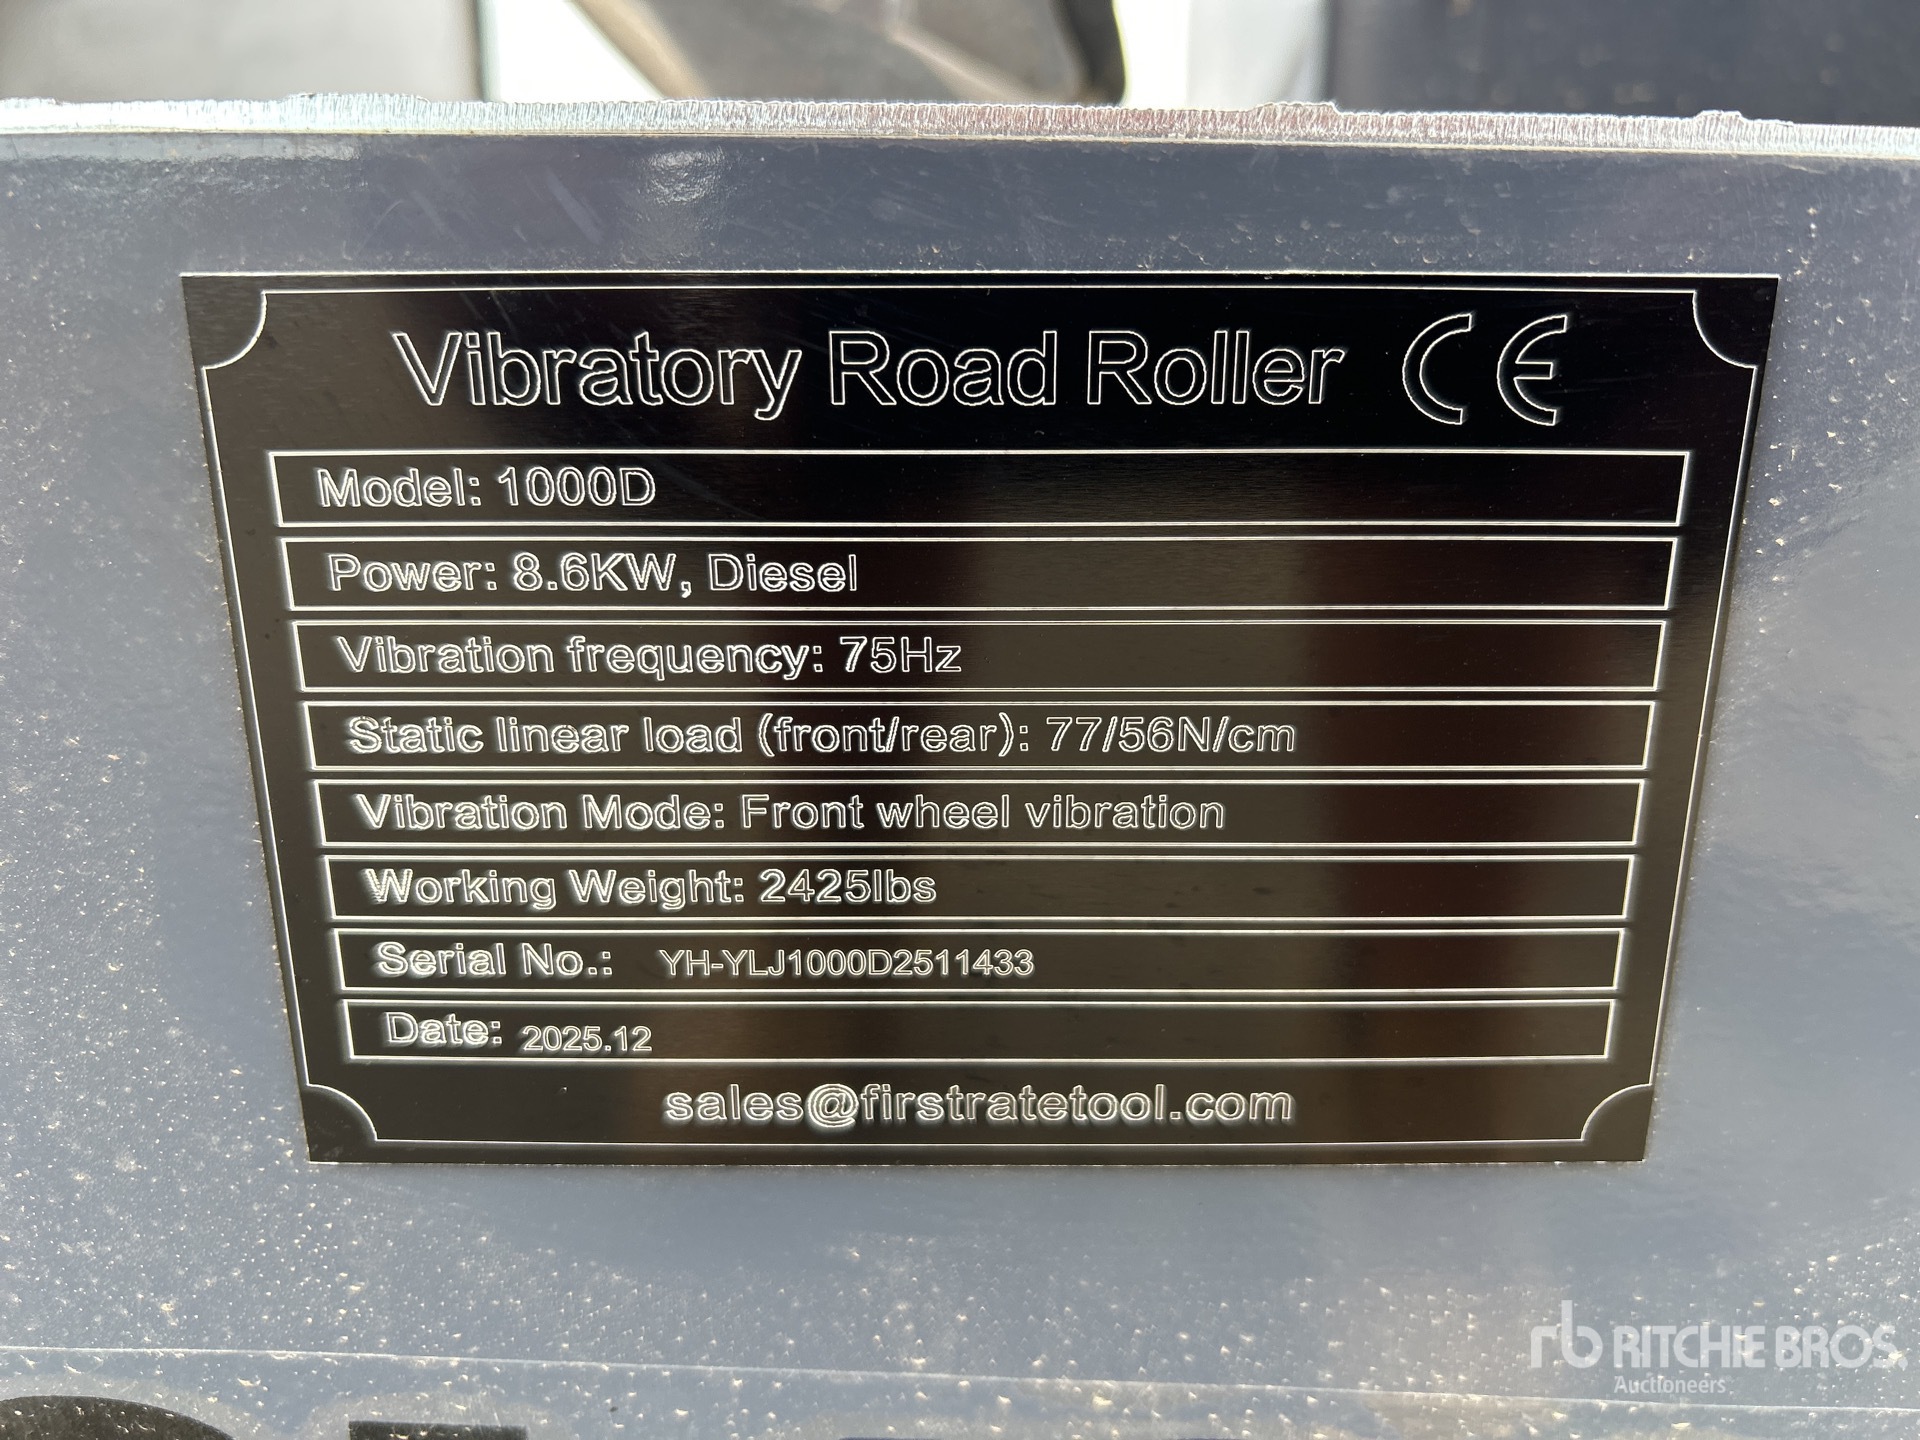 Vibratory Road Roller CE
Model: 1000D
Power: 8.6KW, Diesel
Vibration frequency: 75Hz
Static linear load (front/rear): 77/56N/cm
Vibration Mode: Front wheel vibration
Working Weight: 2425lbs
Serial No.: YH-YLJ1000D2511433
Date: 2025.12
sales@firstratetool.com
rb RITCHIE BROS.
Auctioneers